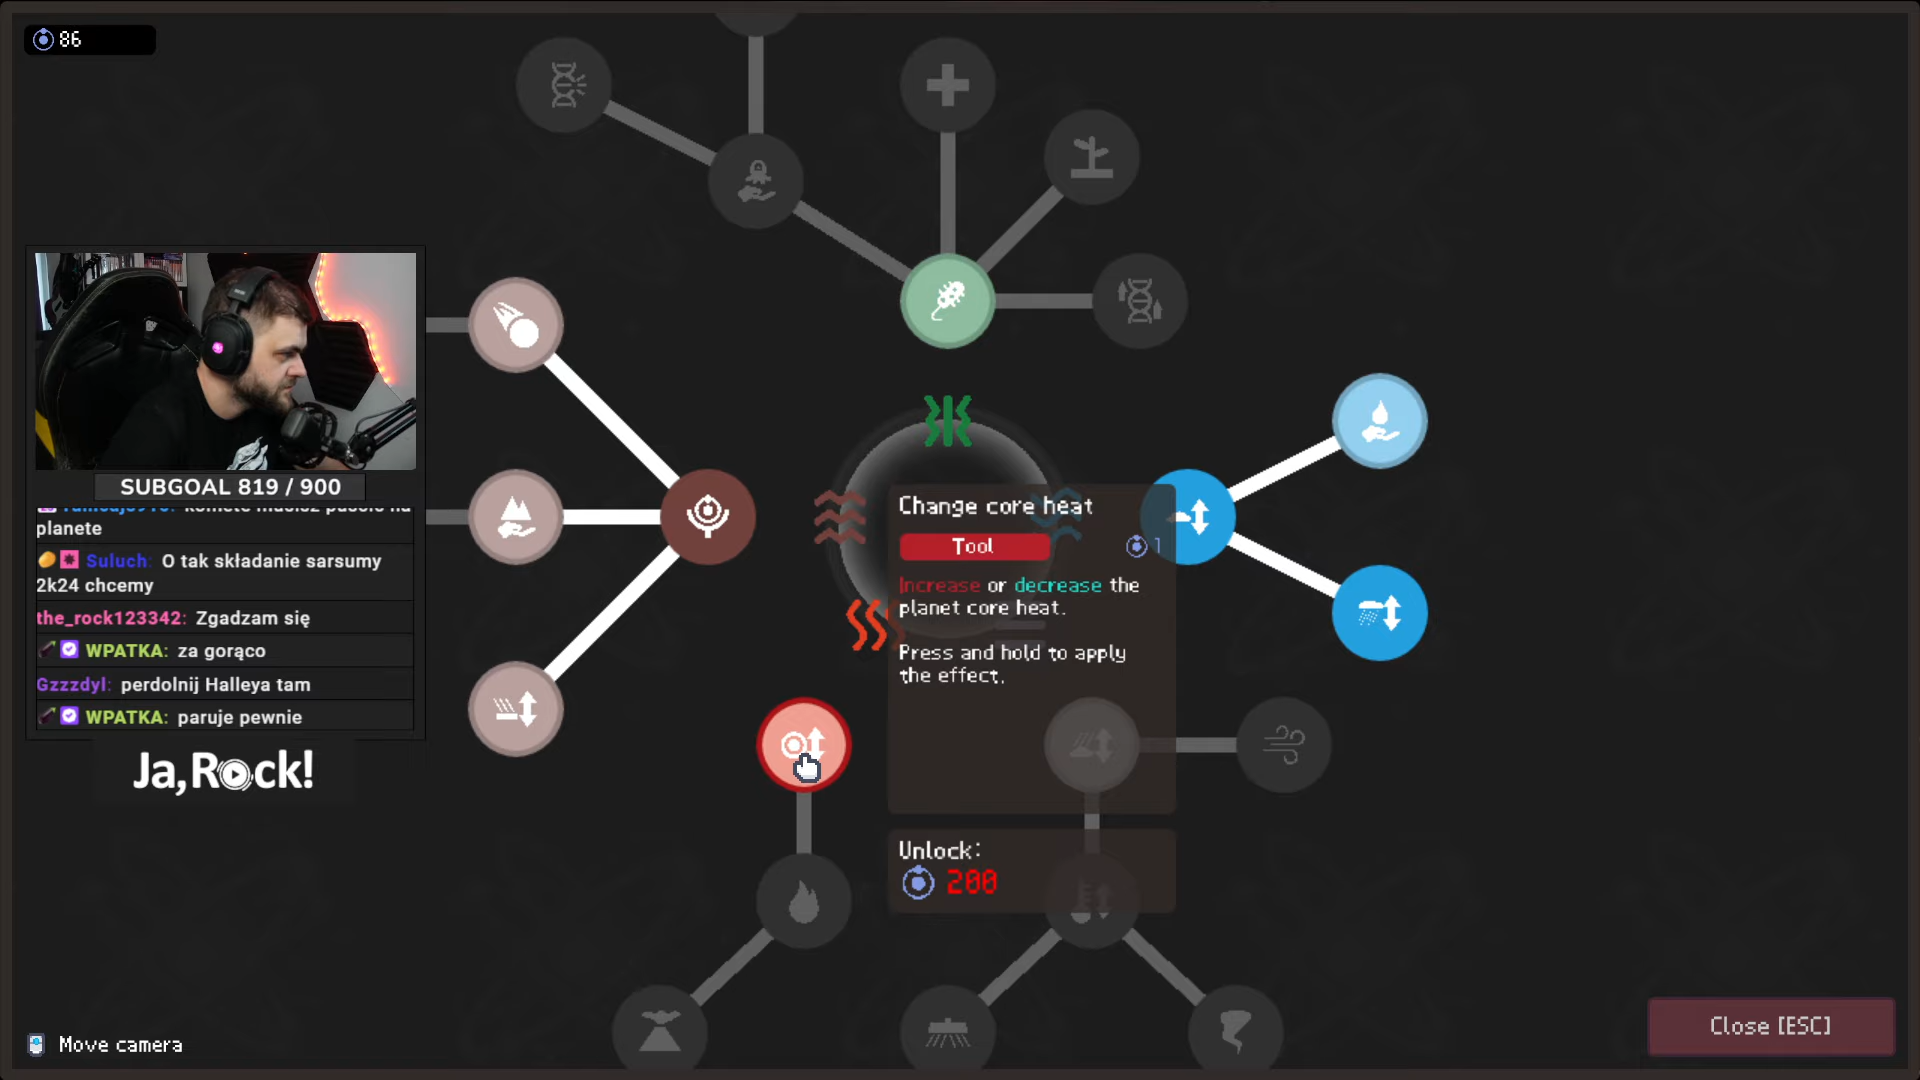 86
SUBGOAL 819 / 900
planete
Suluch: O tak składanie sarsumy
2k24 chcemy
the_rock123342: Zgadzam się
WPATKA: za gorąco
Gzzzdyl: perdolnij Halleya tam
WPATKA: paruje pewnie
Ja,Rock!
Change core heat
Tool
1
Increase or decrease the
planet core heat.
Press and hold to apply
the effect.
Unlock:
200
Move camera
Close [ESC]